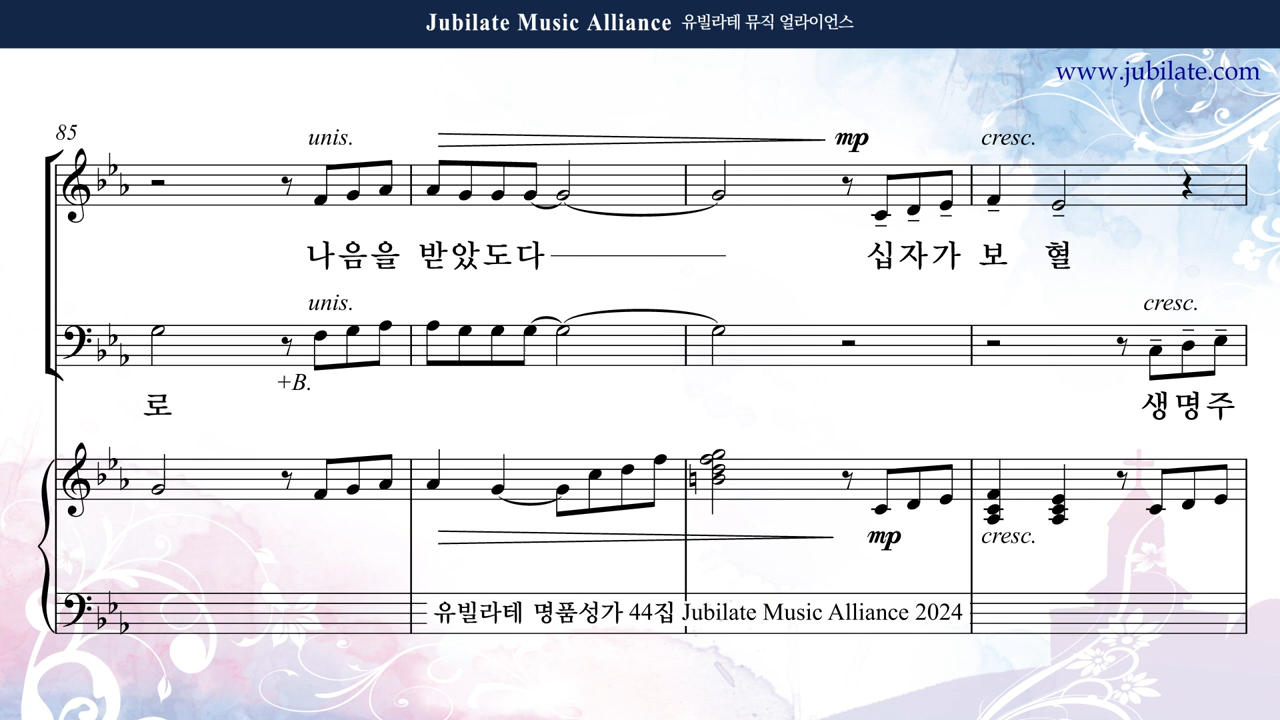 Jubilate Music Alliance 유빌라테 뮤직 얼라이언스
www.jubilate.com
85
unis.
mp
cresc.
나음을 받았도다 십자가 보 혈
unis.
cresc.
+B.
로 생명주
mp
cresc.
유빌라테 명품성가 44집 Jubilate Music Alliance 2024